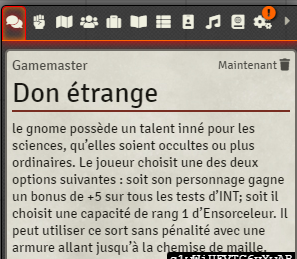 Gamemaster
Maintenant
Don étrange
le gnome possède un talent inné pour les
sciences, qu'elles soient occultes ou plus
ordinaires. Le joueur choisit une des deux
options suivantes : soit son personnage gagne
un bonus de +5 sur tous les tests d'INT; soit il
choisit une capacité de rang 1 d'Ensorceleur. Il
peut utiliser ce sort sans pénalité avec une
armure allant jusqu'à la chemise de maille.